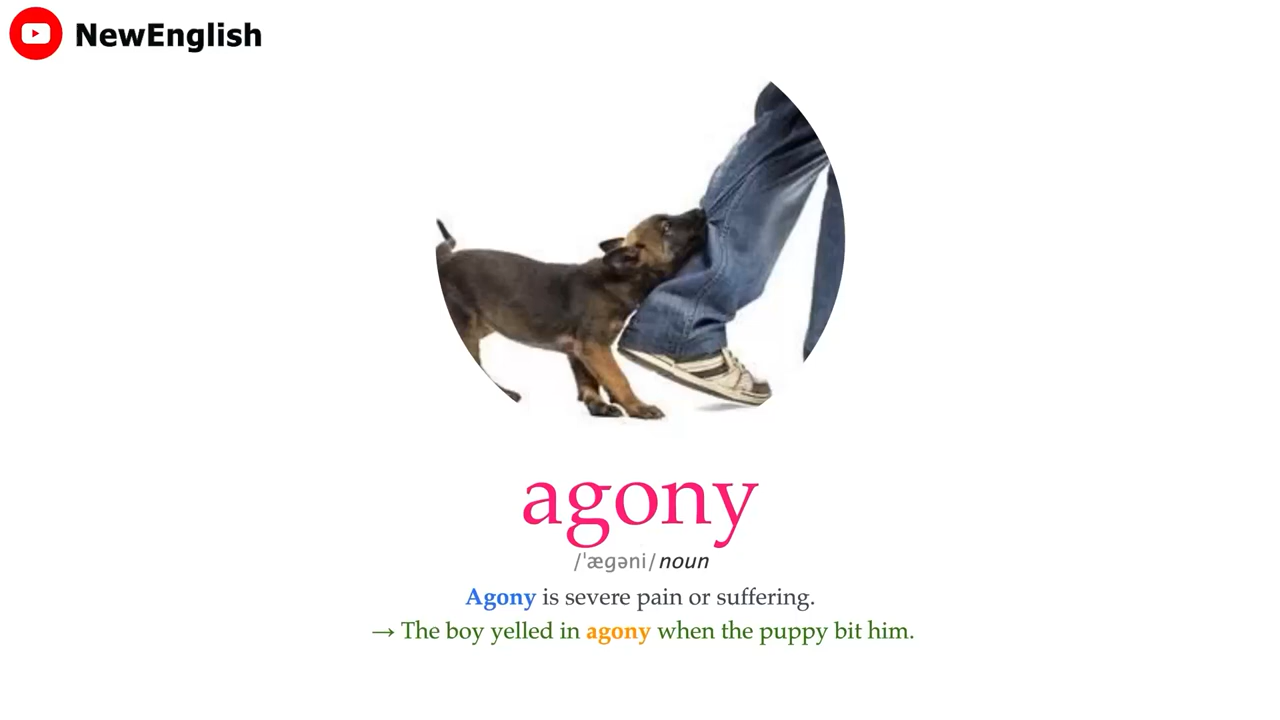 NewEnglish
agony
/ˈægəni/ noun
Agony is severe pain or suffering.
→ The boy yelled in agony when the puppy bit him.